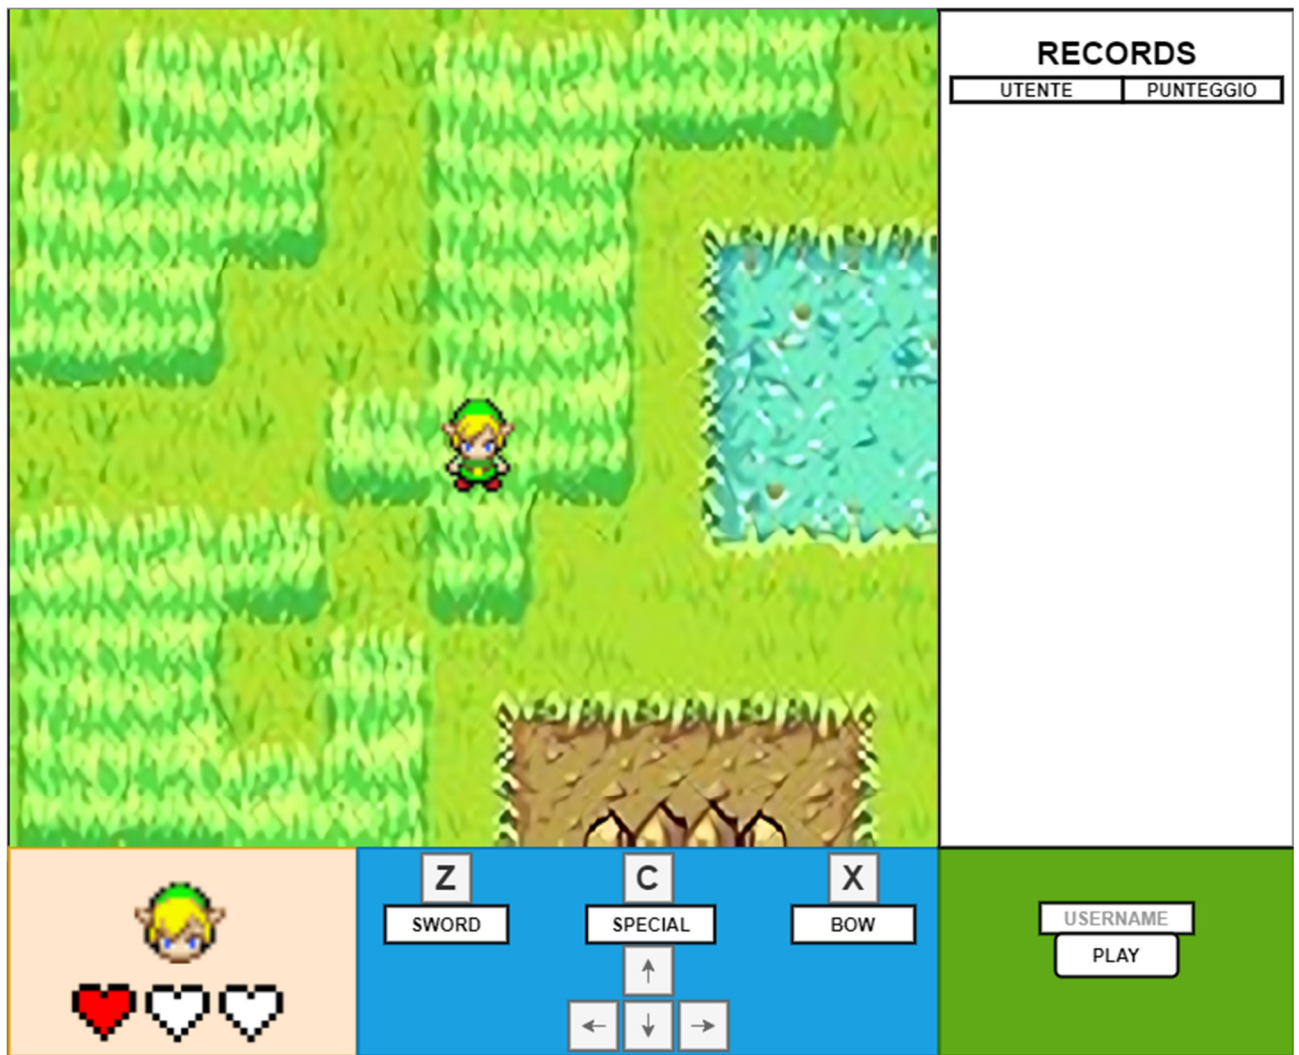 RECORDS
UTENTE PUNTEGGIO
Z C X
SWORD SPECIAL BOW
USERNAME
PLAY
↑
← ↓ →